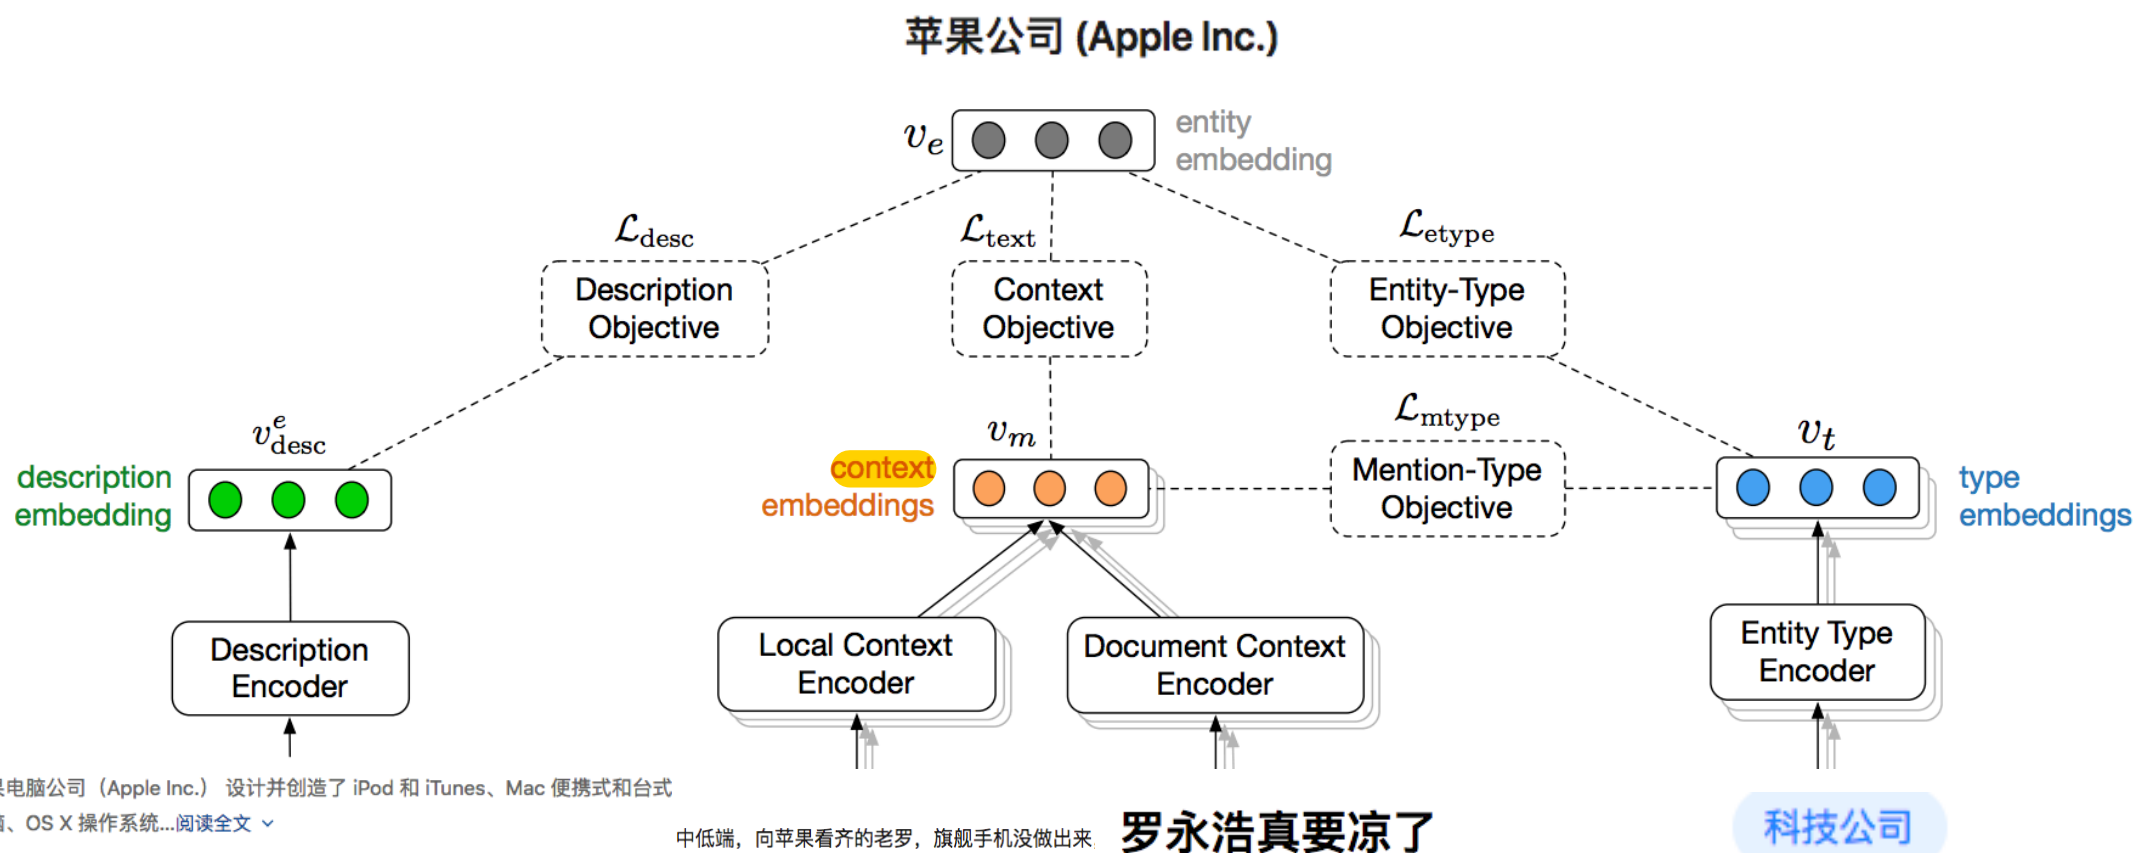 苹果公司 (Apple Inc.)
v_e
entity
embedding
L_desc
L_text
L_etype
Description
Objective
Context
Objective
Entity-Type
Objective
L_mtype
v^e_desc
v_m
v_t
description
embedding
context
embeddings
Mention-Type
Objective
type
embeddings
Description
Encoder
Local Context
Encoder
Document Context
Encoder
Entity Type
Encoder
电脑公司（Apple Inc.） 设计并创造了 iPod 和 iTunes、Mac 便携式和台式
、OS X 操作系统...阅读全文
中低端，向苹果看齐的老罗，旗舰手机没做出来
罗永浩真要凉了
科技公司